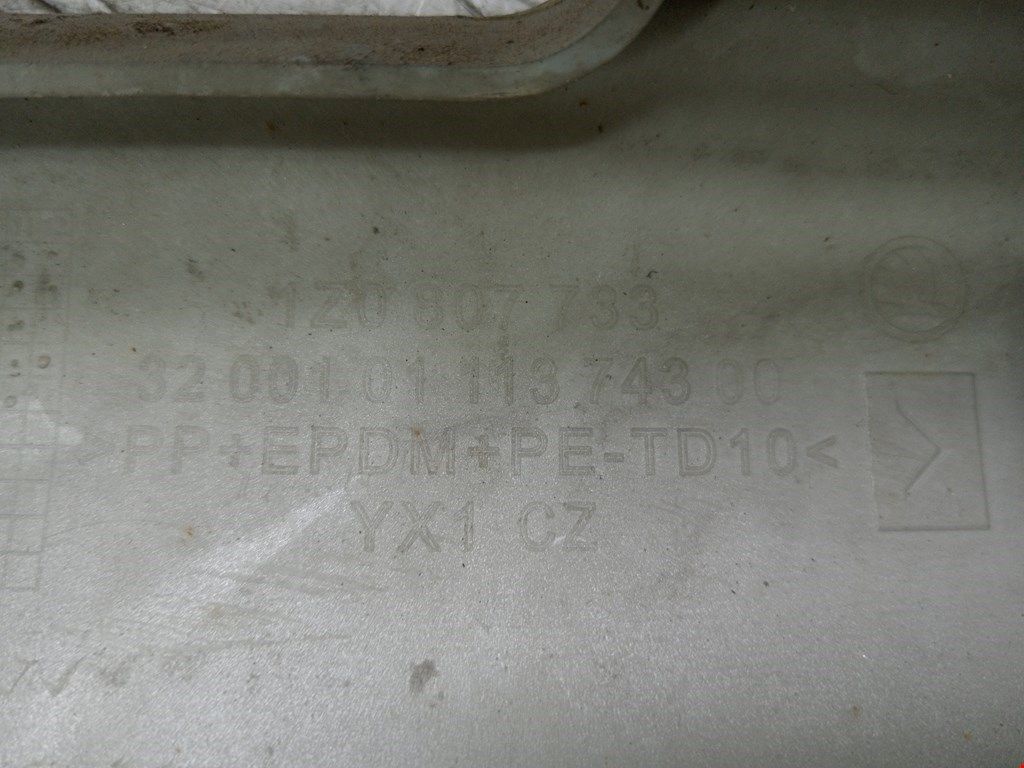 1Z0 807 733
32 001 01 113 743 00
>PP+EPDM+PE-TD10<
YX1 CZ